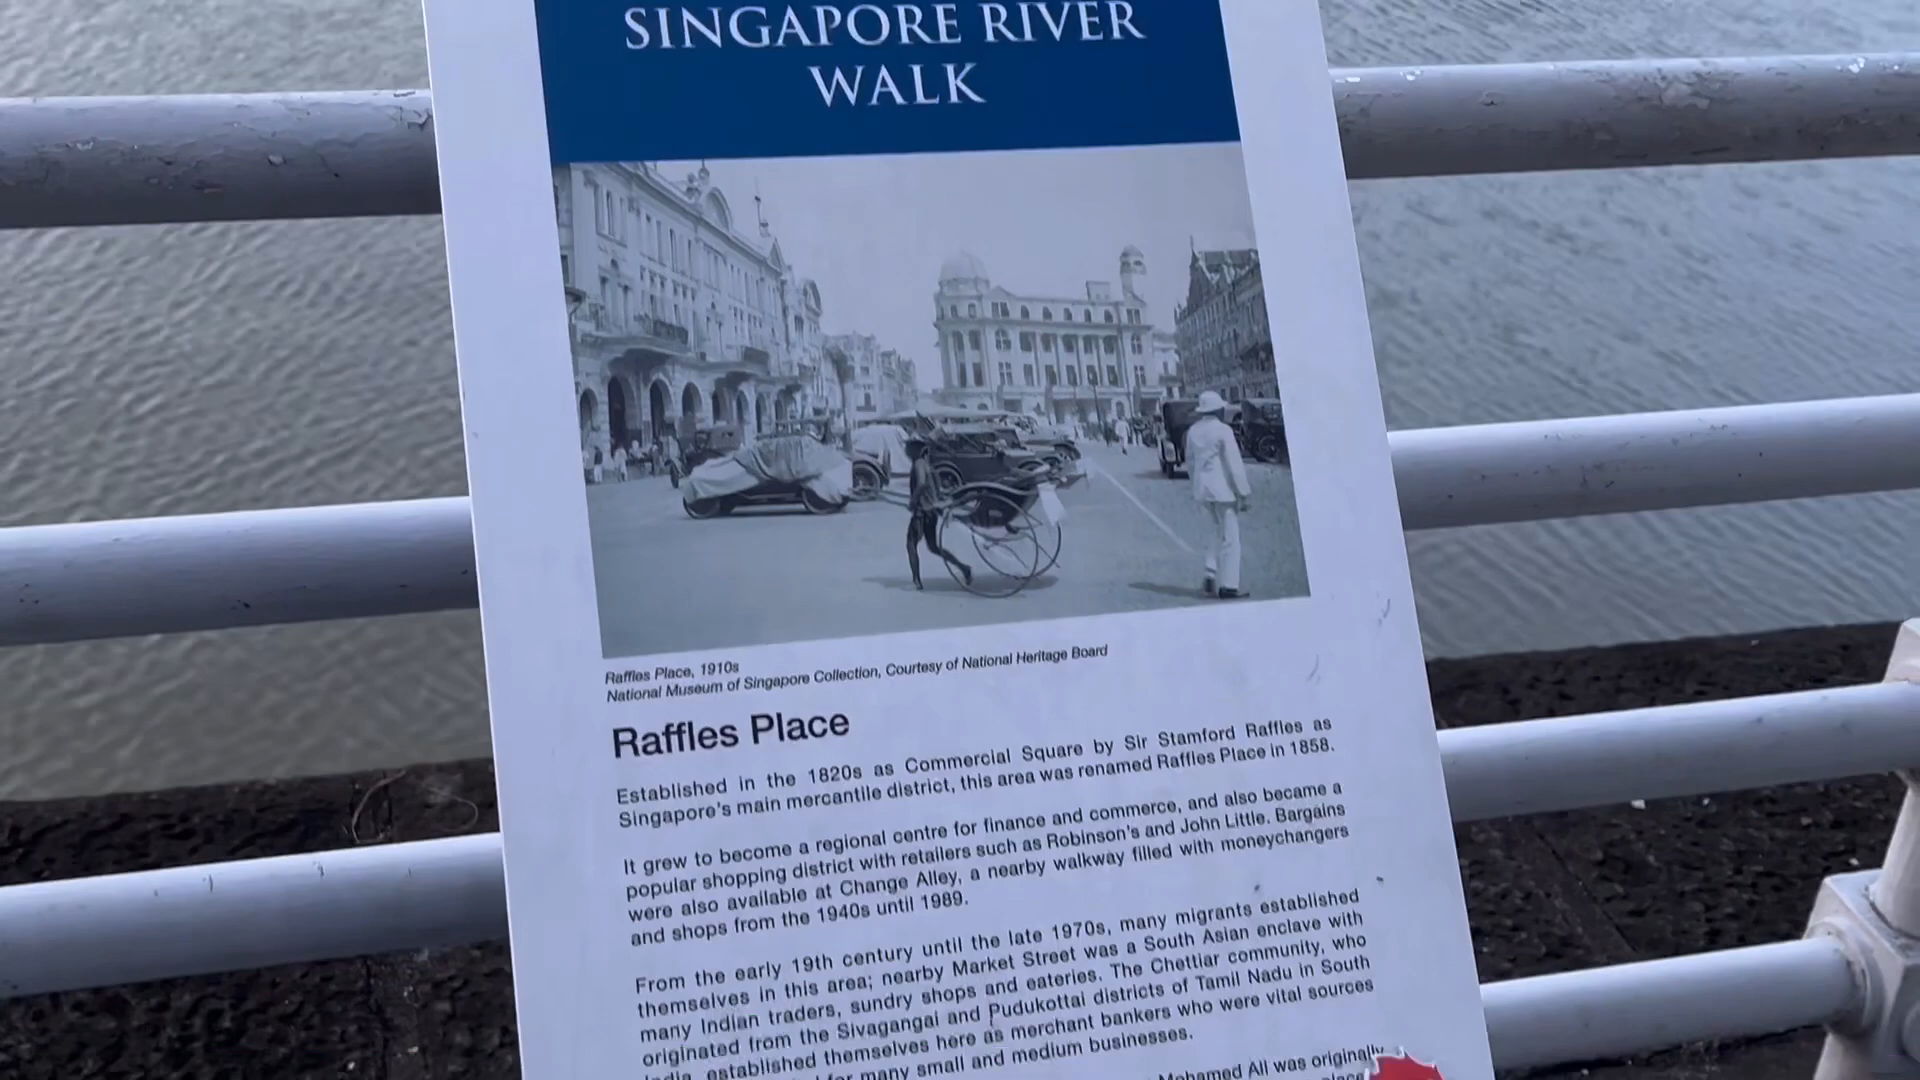 SINGAPORE RIVER
WALK
Raffles Place, 1910s
National Museum of Singapore Collection, Courtesy of National Heritage Board
Raffles Place
Established in the 1820s as Commercial Square by Sir Stamford Raffles as
Singapore's main mercantile district, this area was renamed Raffles Place in 1858.
It grew to become a regional centre for finance and commerce, and also became a
popular shopping district with retailers such as Robinson's and John Little. Bargains
were also available at Change Alley, a nearby walkway filled with moneychangers
and shops from the 1940s until 1989.
From the early 19th century until the late 1970s, many migrants established
themselves in this area; nearby Market Street was a South Asian enclave with
many Indian traders, sundry shops and eateries. The Chettiar community, who
originated from the Sivagangai and Pudukottai districts of Tamil Nadu in South
India, established themselves here as merchant bankers who were vital sources
for many small and medium businesses.
Mohamed Ali was originally
place